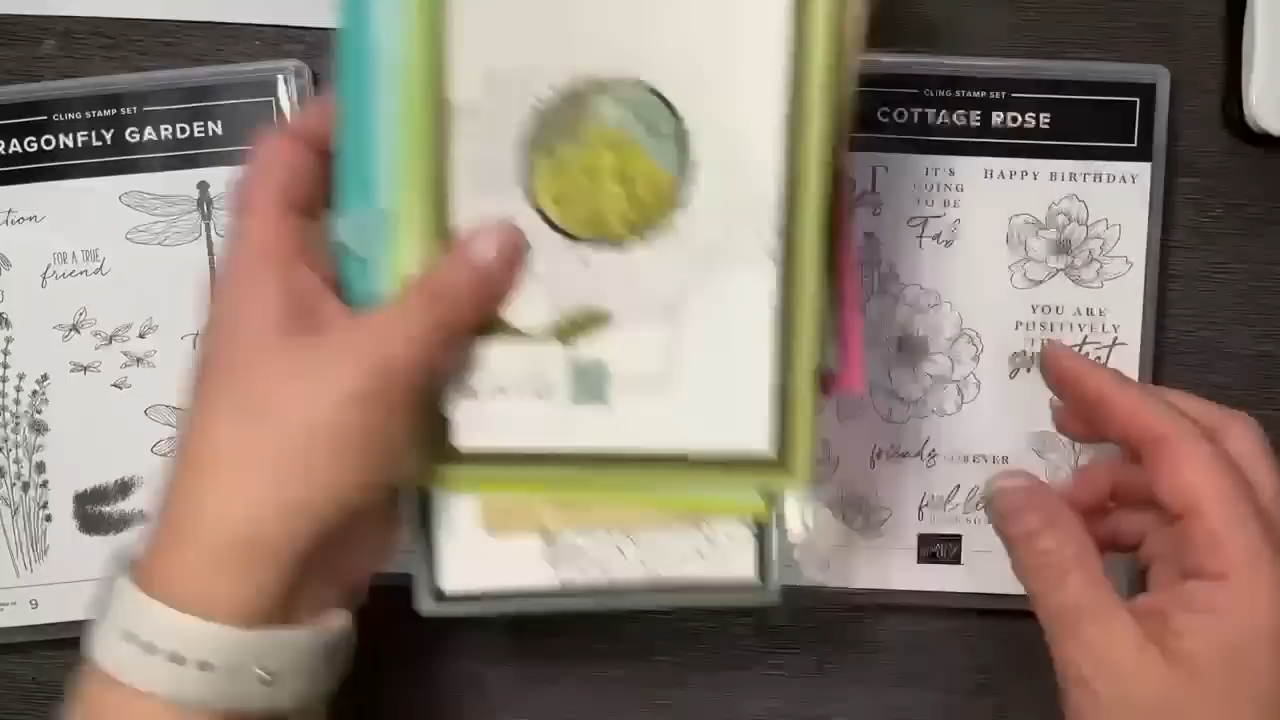 CLING STAMP SET
RAGONFLY GARDEN
FOR A TRUE
friend
9
CLING STAMP SET
COTTAGE ROSE
IT'S
GOING
TO BE
Fab
HAPPY BIRTHDAY
YOU ARE
POSITIVELY
friends FOREVER